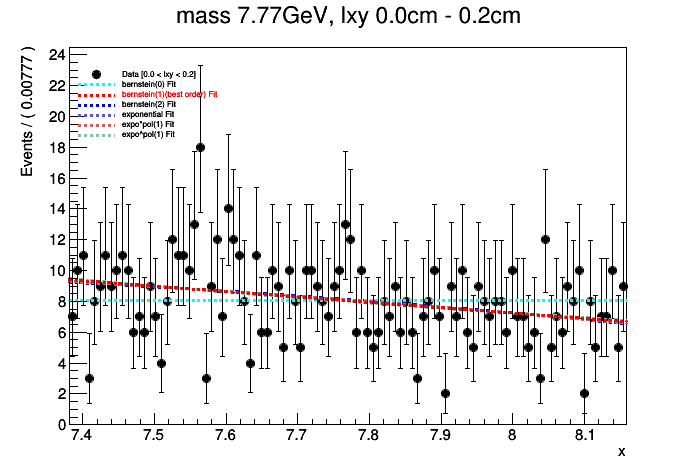 mass 7.77GeV, lxy 0.0cm - 0.2cm
Events / ( 0.00777 )
24
22
20
18
16
14
12
10
8
6
4
2
0
Data [0.0 < lxy < 0.2]
bernstein(0) Fit
bernstein(1)(best order) Fit
bernstein(2) Fit
exponential Fit
expo*pol(1) Fit
expo^pol(1) Fit
7.4 7.5 7.6 7.7 7.8 7.9 8 8.1
x